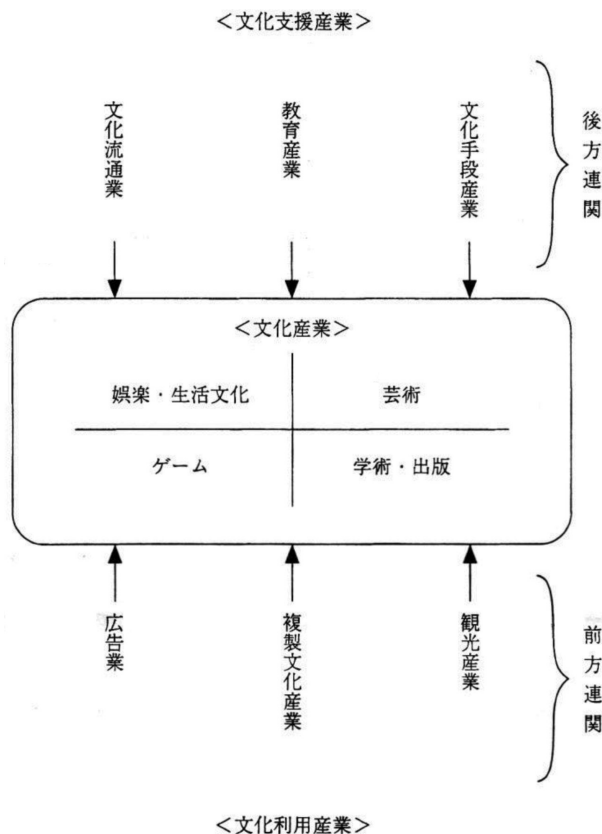 ＜文化支援産業＞
文化流通業
教育産業
文化手段産業
後方連関
＜文化産業＞
娯楽・生活文化
芸術
ゲーム
学術・出版
広告業
複製文化産業
観光産業
前方連関
＜文化利用産業＞